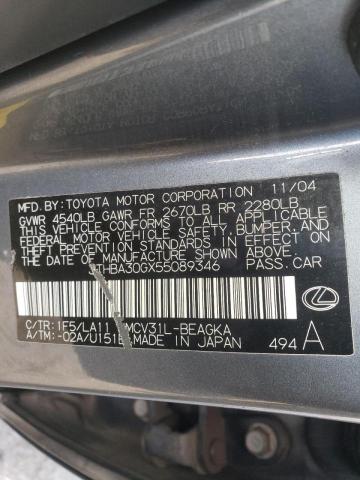 MFD.BY:TOYOTA MOTOR CORPORATION 11/04
GVWR 4540LB GAWR FR 2670LB RR 2280LB
THIS VEHICLE CONFORMS TO ALL APPLICABLE
FEDERAL MOTOR VEHICLE SAFETY, BUMPER, AND
THEFT PREVENTION STANDARDS IN EFFECT ON
THE DATE OF MANUFACTURE SHOWN ABOVE.
THBA30GX55089346 PASS.CAR
C/TR:1F5/LA11 MCV31L-BEAGKA
A/TM:-02A/U151E MADE IN JAPAN 494 A